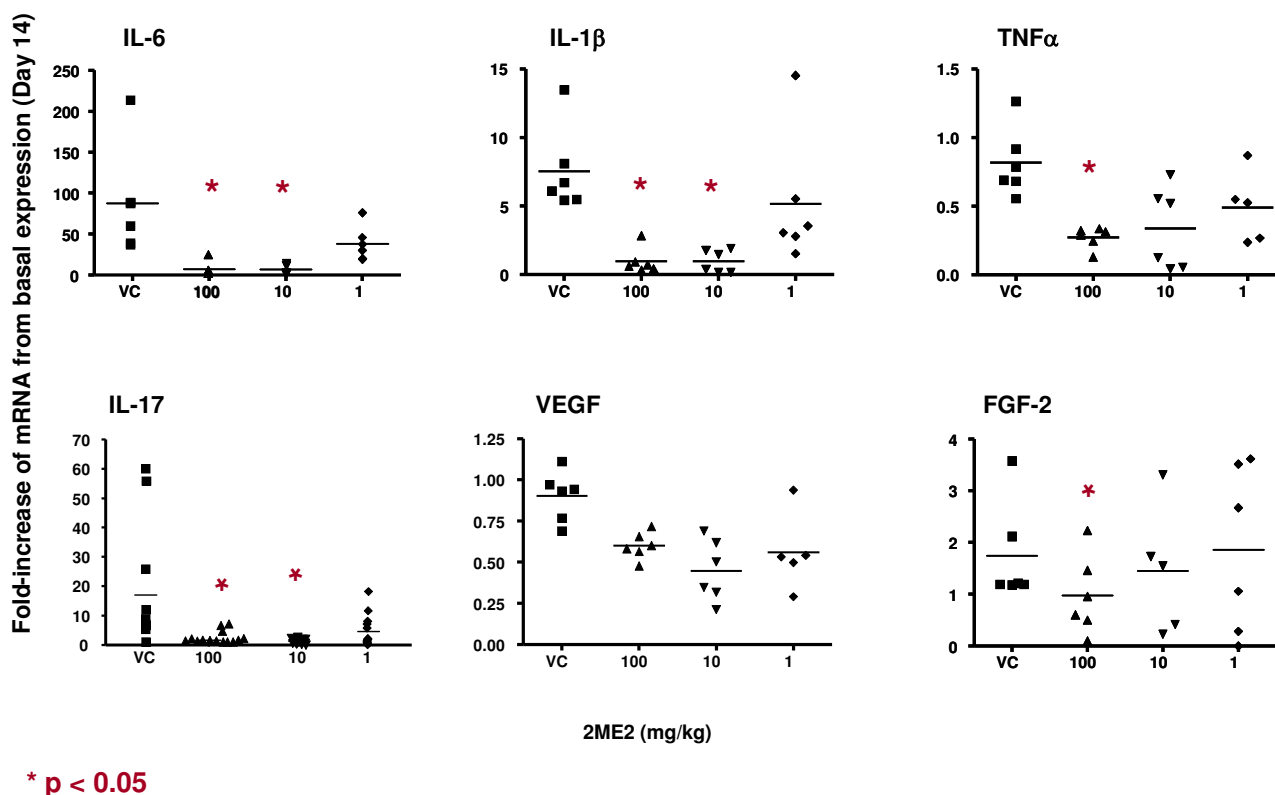 Fold-increase of mRNA from basal expression (Day 14)
IL-6
250
200
150
100
50
0
VC 100 10 1
*
*
IL-1β
15
10
5
0
VC 100 10 1
*
*
TNFα
1.5
1.0
0.5
0.0
VC 100 10 1
*
IL-17
70
60
50
40
30
20
10
0
VC 100 10 1
*
*
VEGF
1.25
1.00
0.75
0.50
0.25
0.00
VC 100 10 1
FGF-2
4
3
2
1
0
VC 100 10 1
*
2ME2 (mg/kg)
* p < 0.05